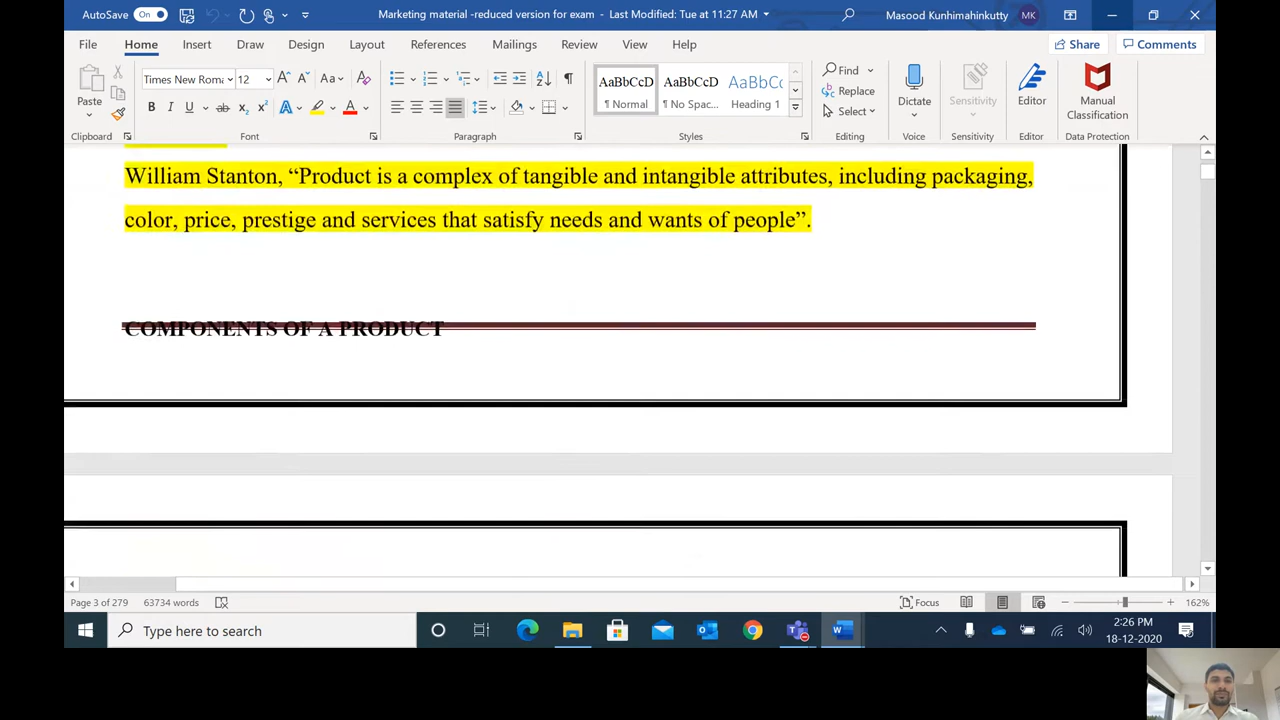 AutoSave On Marketing material -reduced version for exam - Last Modified: Tue at 11:27 AM Masood Kunhimahinkutty MK
File Home Insert Draw Design Layout References Mailings Review View Help Share Comments
Times New Roma 12 Aa AaBbCcD AaBbCcD AaBbCc Find
Replace
Select
Paste B I U ab x₂ x² A A ¶ Normal ¶ No Spac... Heading 1 Dictate Sensitivity Editor Manual Classification
Clipboard Font Paragraph Styles Editing Voice Sensitivity Editor Data Protection
William Stanton, “Product is a complex of tangible and intangible attributes, including packaging,
color, price, prestige and services that satisfy needs and wants of people”.
COMPONENTS OF A PRODUCT
Page 3 of 279 63734 words Focus 162%
Type here to search 2:26 PM
18-12-2020